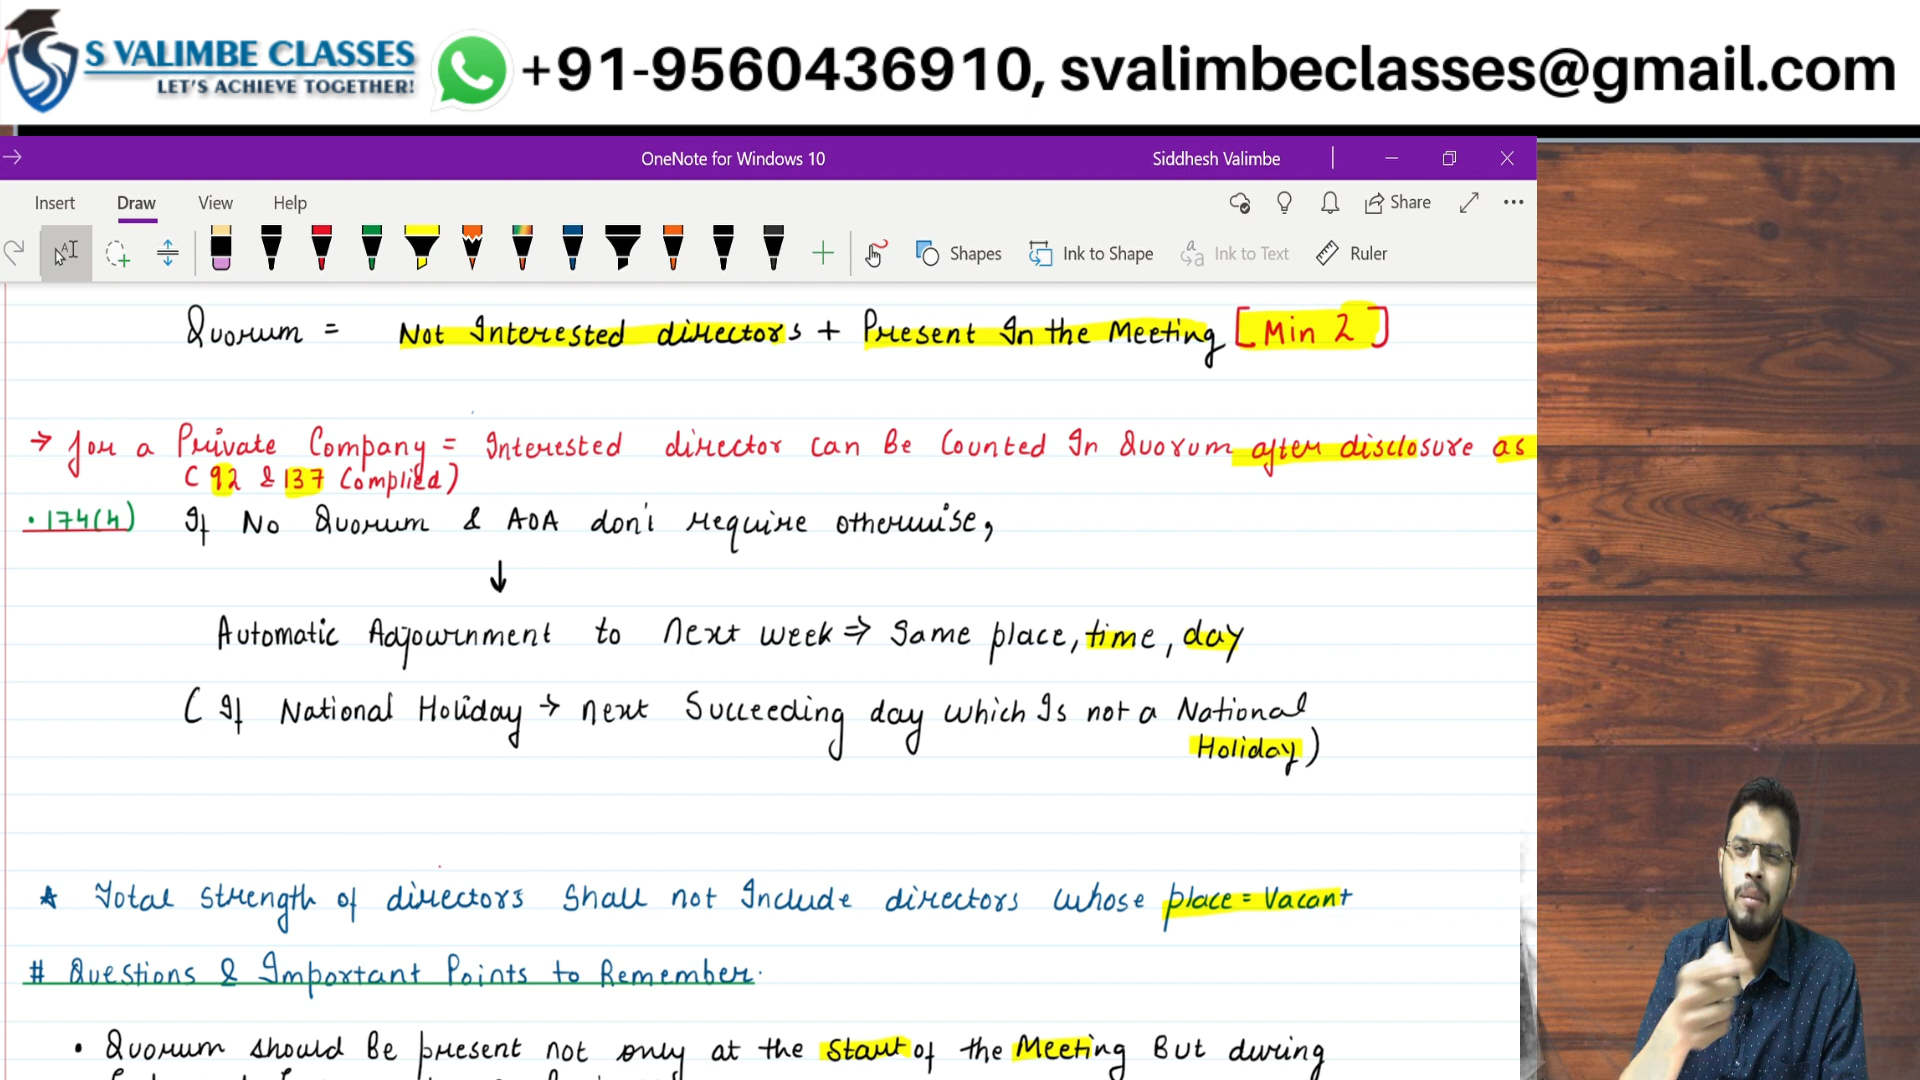 S VALIMBE CLASSES
LET'S ACHIEVE TOGETHER!
+91-9560436910, svalimbeclasses@gmail.com
OneNote for Windows 10
Siddhesh Valimbe
Insert Draw View Help
Share
Shapes Ink to Shape Ink to Text Ruler
Quorum = Not Interested directors + Present In the Meeting [Min 2]
→ for a Private Company = Interested director can Be Counted In Quorum after disclosure as
(92 & 137 Complied)
• 174(4) If No Quorum & AOA don't require otherwise,
↓
Automatic Adjournment to next week ⇒ Same place, time, day
(If National Holiday → next Succeeding day which Is not a National
Holiday)
★ Total Strength of directors Shall not Include directors whose place = Vacant
# Questions & Important Points to Remember.
• Quorum should Be present not only at the Start of the Meeting But during